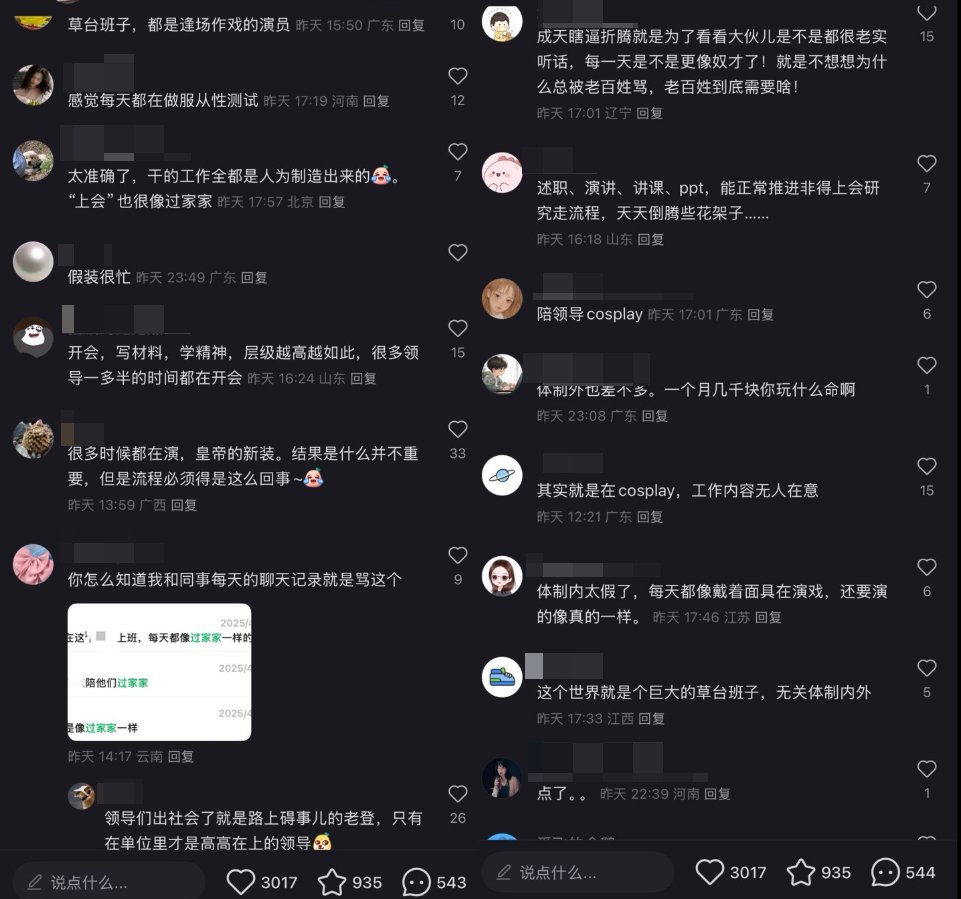 草台班子，都是逢场作戏的演员 昨天 15:50 广东 回复
10
感觉每天都在做服从性测试 昨天 17:19 河南 回复
12
太准确了，干的工作全都是人为制造出来的😂。
“上会”也很像过家家 昨天 17:57 北京 回复
7
假装很忙 昨天 23:49 广东 回复
开会，写材料，学精神，层级越高越如此，很多领
导一多半的时间都在开会 昨天 16:24 山东 回复
15
很多时候都在演，皇帝的新装。结果是什么并不重
要，但是流程必须得是这么回事~😂
昨天 13:59 广西 回复
33
你怎么知道我和同事每天的聊天记录就是骂这个
9
2025/4
在这 上班，每天都像过家家一样的
2025/4
陪他们过家家
2025/4
是像过家家一样
昨天 14:17 云南 回复
领导们出社会了就是路上碍事儿的老登，只有
在单位里才是高高在上的领导
26
说点什么...
3017
935
543
成天瞎逼折腾就是为了看看大伙儿是不是都很老实
听话，每一天是不是更像奴才了！就是不想想为什
么总被老百姓骂，老百姓到底需要啥！
昨天 17:01 辽宁 回复
15
述职、演讲、讲课、ppt，能正常推进非得上会研
究走流程，天天倒腾些花架子......
昨天 16:18 山东 回复
7
陪领导cosplay 昨天 17:01 广东 回复
6
体制外也差不多。一个月几千块你玩什么命啊
昨天 23:08 广东 回复
1
其实就是在cosplay，工作内容无人在意
昨天 12:21 广东 回复
15
体制内太假了，每天都像戴着面具在演戏，还要演
的像真的一样。 昨天 17:46 江苏 回复
6
这个世界就是个巨大的草台班子，无关体制内外
昨天 17:33 江西 回复
5
点了。。 昨天 22:39 河南 回复
1
说点什么...
3017
935
544